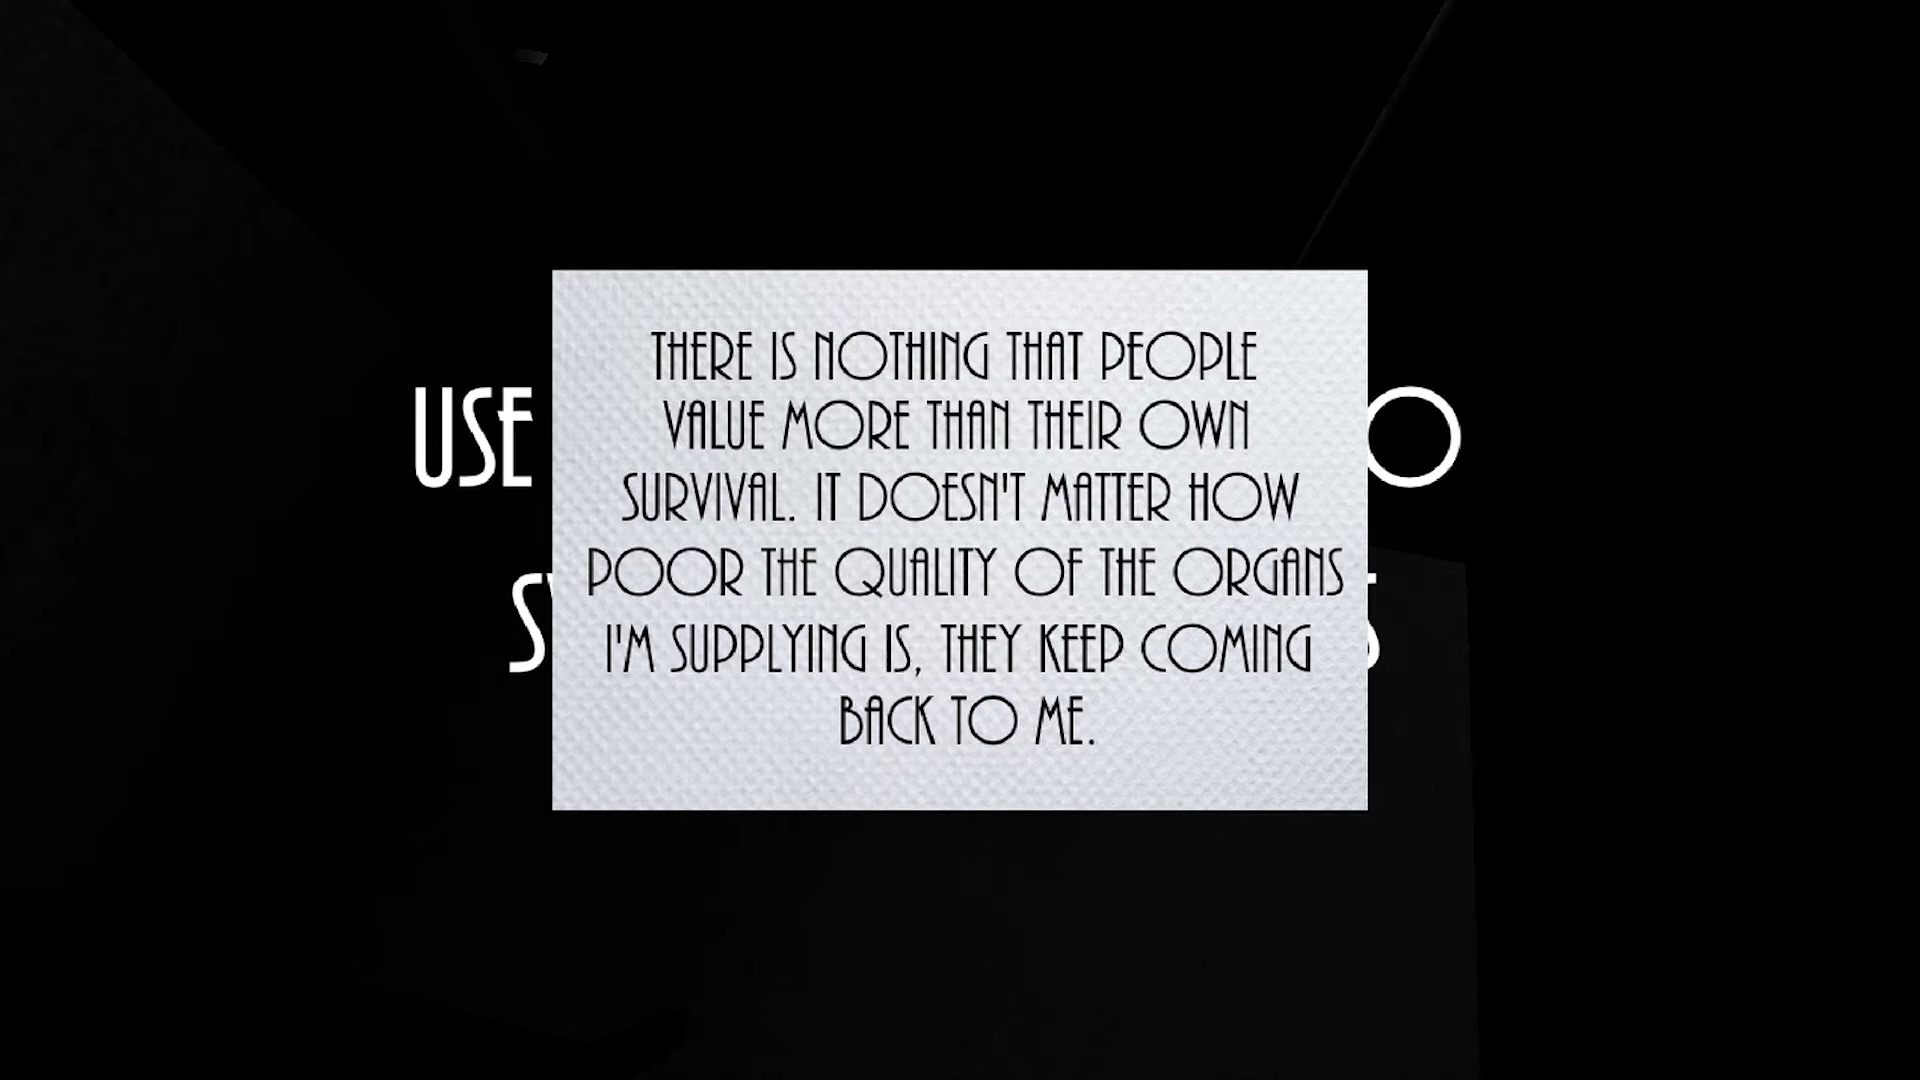 THERE IS NOTHING THAT PEOPLE
VALUE MORE THAN THEIR OWN
SURVIVAL. IT DOESN'T MATTER HOW
POOR THE QUALITY OF THE ORGANS
I'M SUPPLYING IS, THEY KEEP COMING
BACK TO ME.
USE